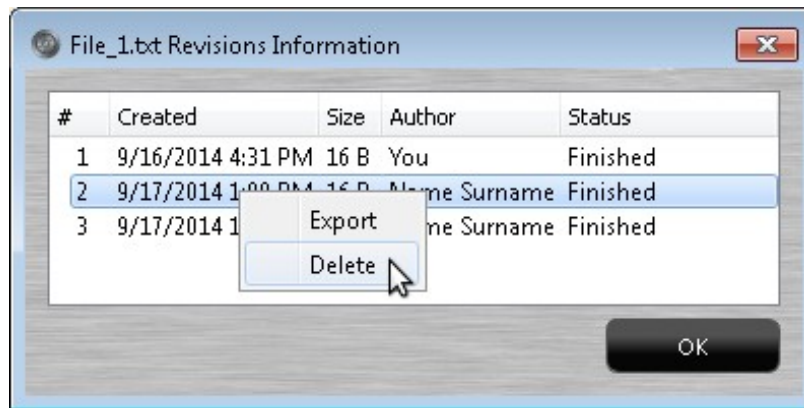 File_1.txt Revisions Information
# Created Size Author Status
1 9/16/2014 4:31 PM 16 B You Finished
2 9/17/2014 Surname Finished
3 9/17/2014 Surname Finished
Export
Delete
OK